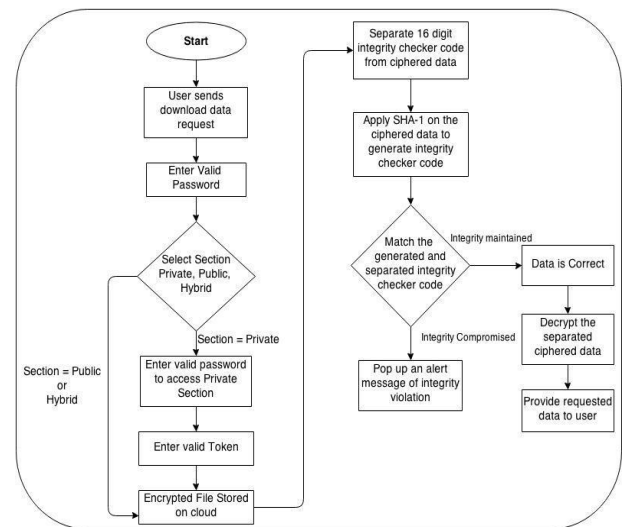 Start
User sends
download data
request
Enter Valid
Password
Select Section
Private, Public,
Hybrid
Section = Private
Section = Public
or
Hybrid
Enter valid password
to access Private
Section
Enter valid Token
Encrypted File Stored
on cloud
Separate 16 digit
integrity checker code
from ciphered data
Apply SHA-1 on the
ciphered data to
generate integrity
checker code
Match the
generated and
separated integrity
checker code
Integrity maintained
Integrity Compromised
Data is Correct
Decrypt the
separated
ciphered data
Provide requested
data to user
Pop up an alert
message of integrity
violation